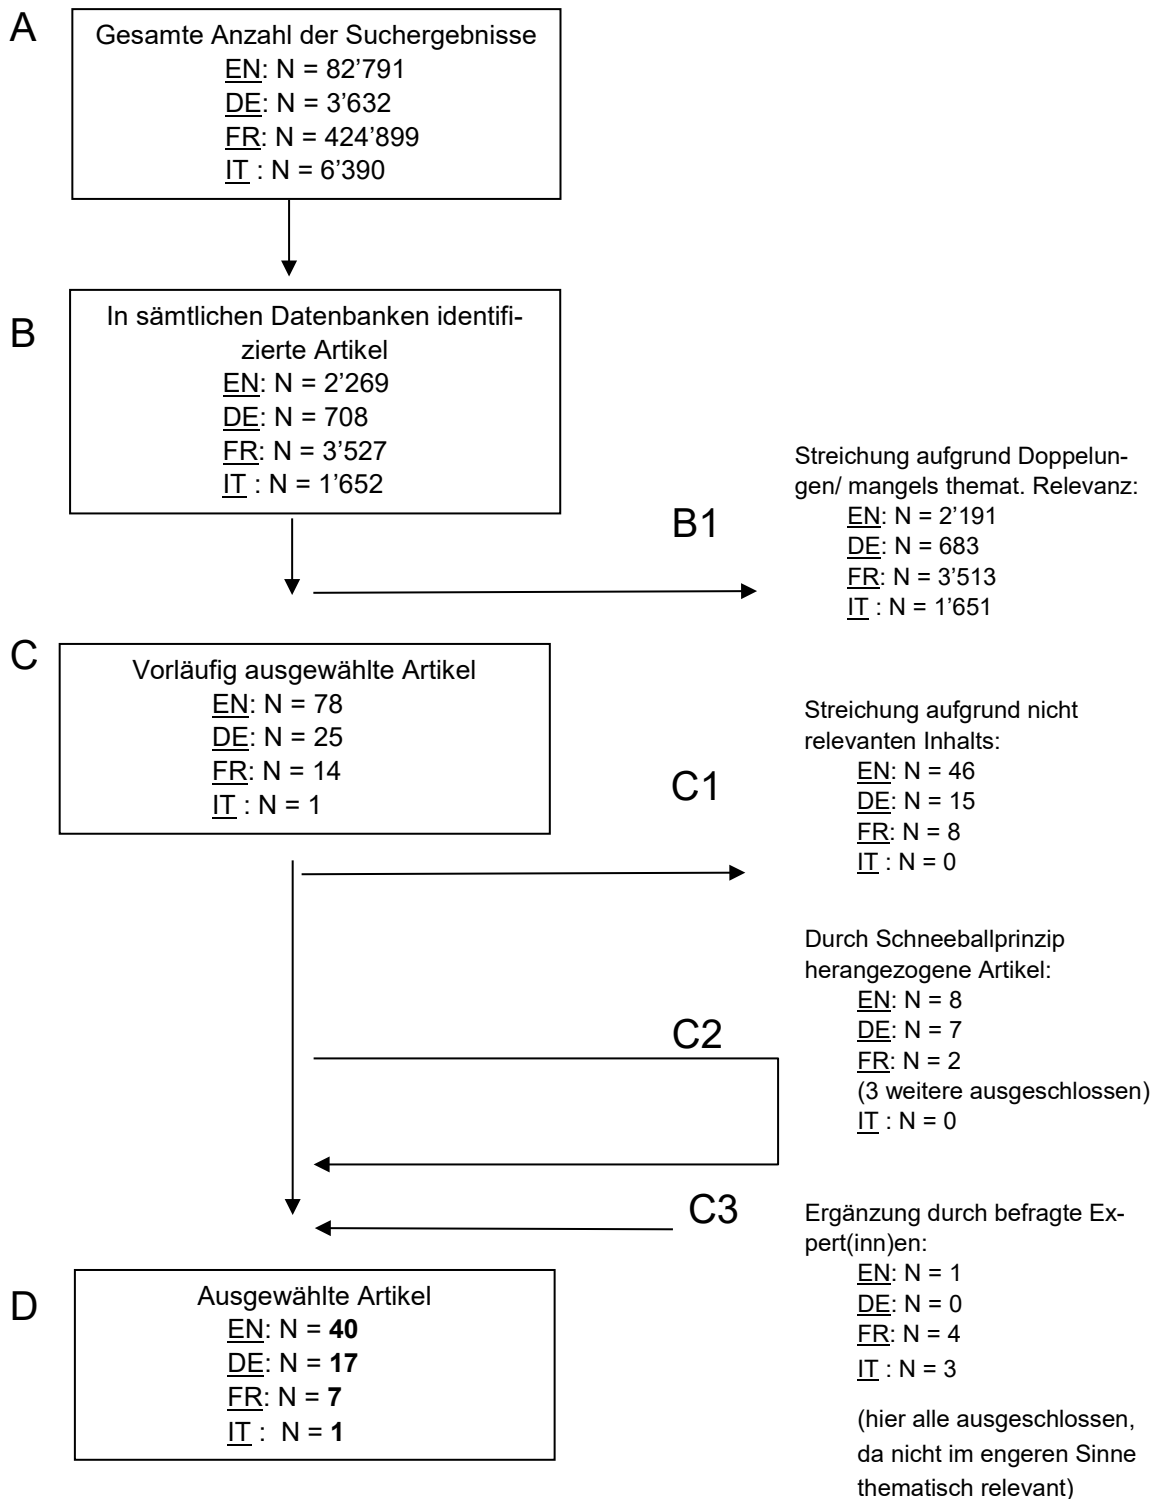 A
Gesamte Anzahl der Suchergebnisse
EN: N = 82’791
DE: N = 3’632
FR: N = 424’899
IT : N = 6’390
B
In sämtlichen Datenbanken identifi-
zierte Artikel
EN: N = 2’269
DE: N = 708
FR: N = 3’527
IT : N = 1’652
B1
Streichung aufgrund Doppelun-
gen/ mangels themat. Relevanz:
EN: N = 2’191
DE: N = 683
FR: N = 3’513
IT : N = 1’651
C
Vorläufig ausgewählte Artikel
EN: N = 78
DE: N = 25
FR: N = 14
IT : N = 1
C1
Streichung aufgrund nicht
relevanten Inhalts:
EN: N = 46
DE: N = 15
FR: N = 8
IT : N = 0
C2
Durch Schneeballprinzip
herangezogene Artikel:
EN: N = 8
DE: N = 7
FR: N = 2
(3 weitere ausgeschlossen)
IT : N = 0
C3
Ergänzung durch befragte Ex-
pert(inn)en:
EN: N = 1
DE: N = 0
FR: N = 4
IT : N = 3
(hier alle ausgeschlossen,
da nicht im engeren Sinne
thematisch relevant)
D
Ausgewählte Artikel
EN: N = 40
DE: N = 17
FR: N = 7
IT : N = 1